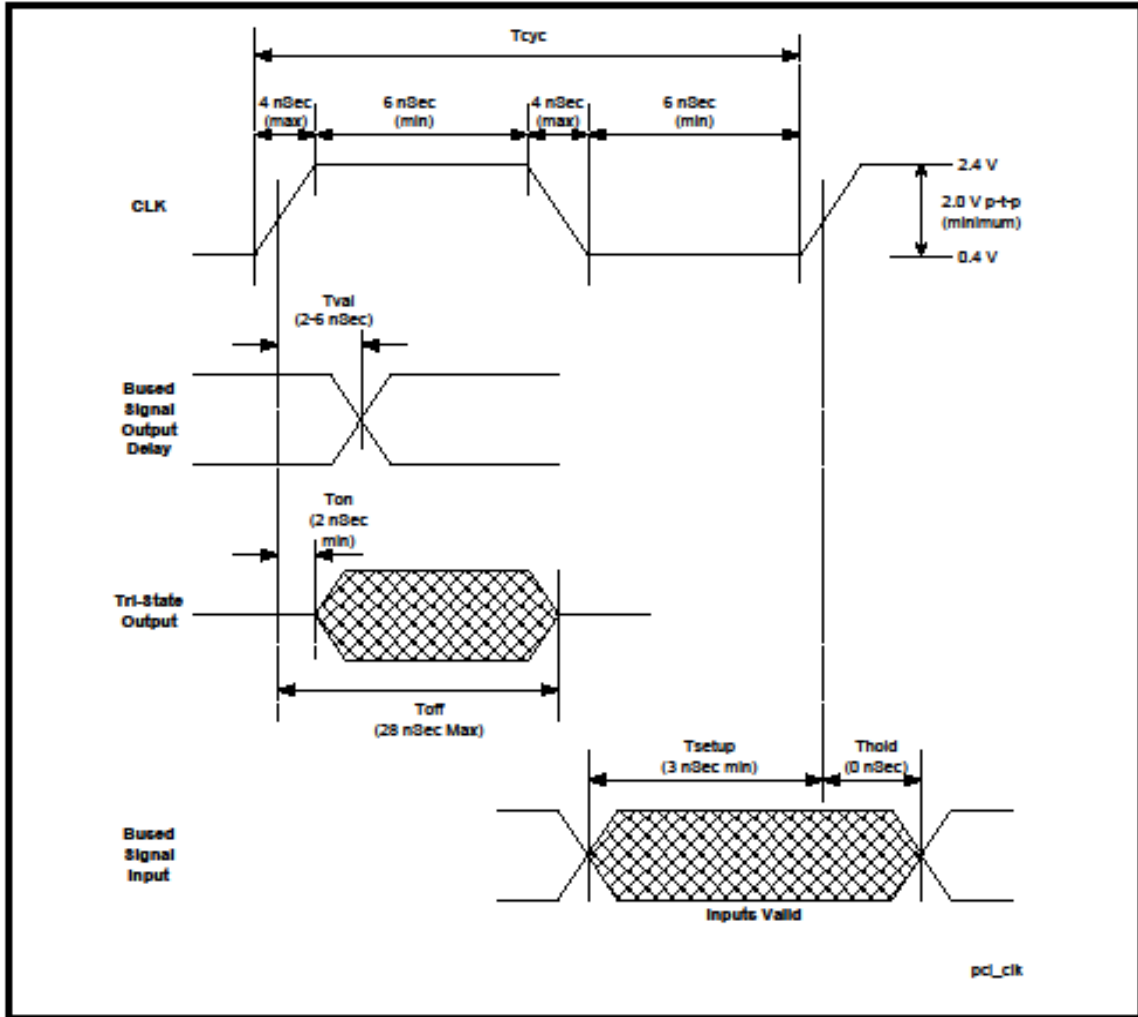 Tcyc
4 nSec
(max)
6 nSec
(min)
4 nSec
(max)
6 nSec
(min)
CLK
2.4 V
2.0 V p-t-p
(minimum)
0.4 V
Tval
(2-6 nSec)
Bused
Signal
Output
Delay
Ton
(2 nSec
min)
Tri-State
Output
Toff
(28 nSec Max)
Tsetup
(3 nSec min)
Thold
(0 nSec)
Bused
Signal
Input
Inputs Valid
pci_clk